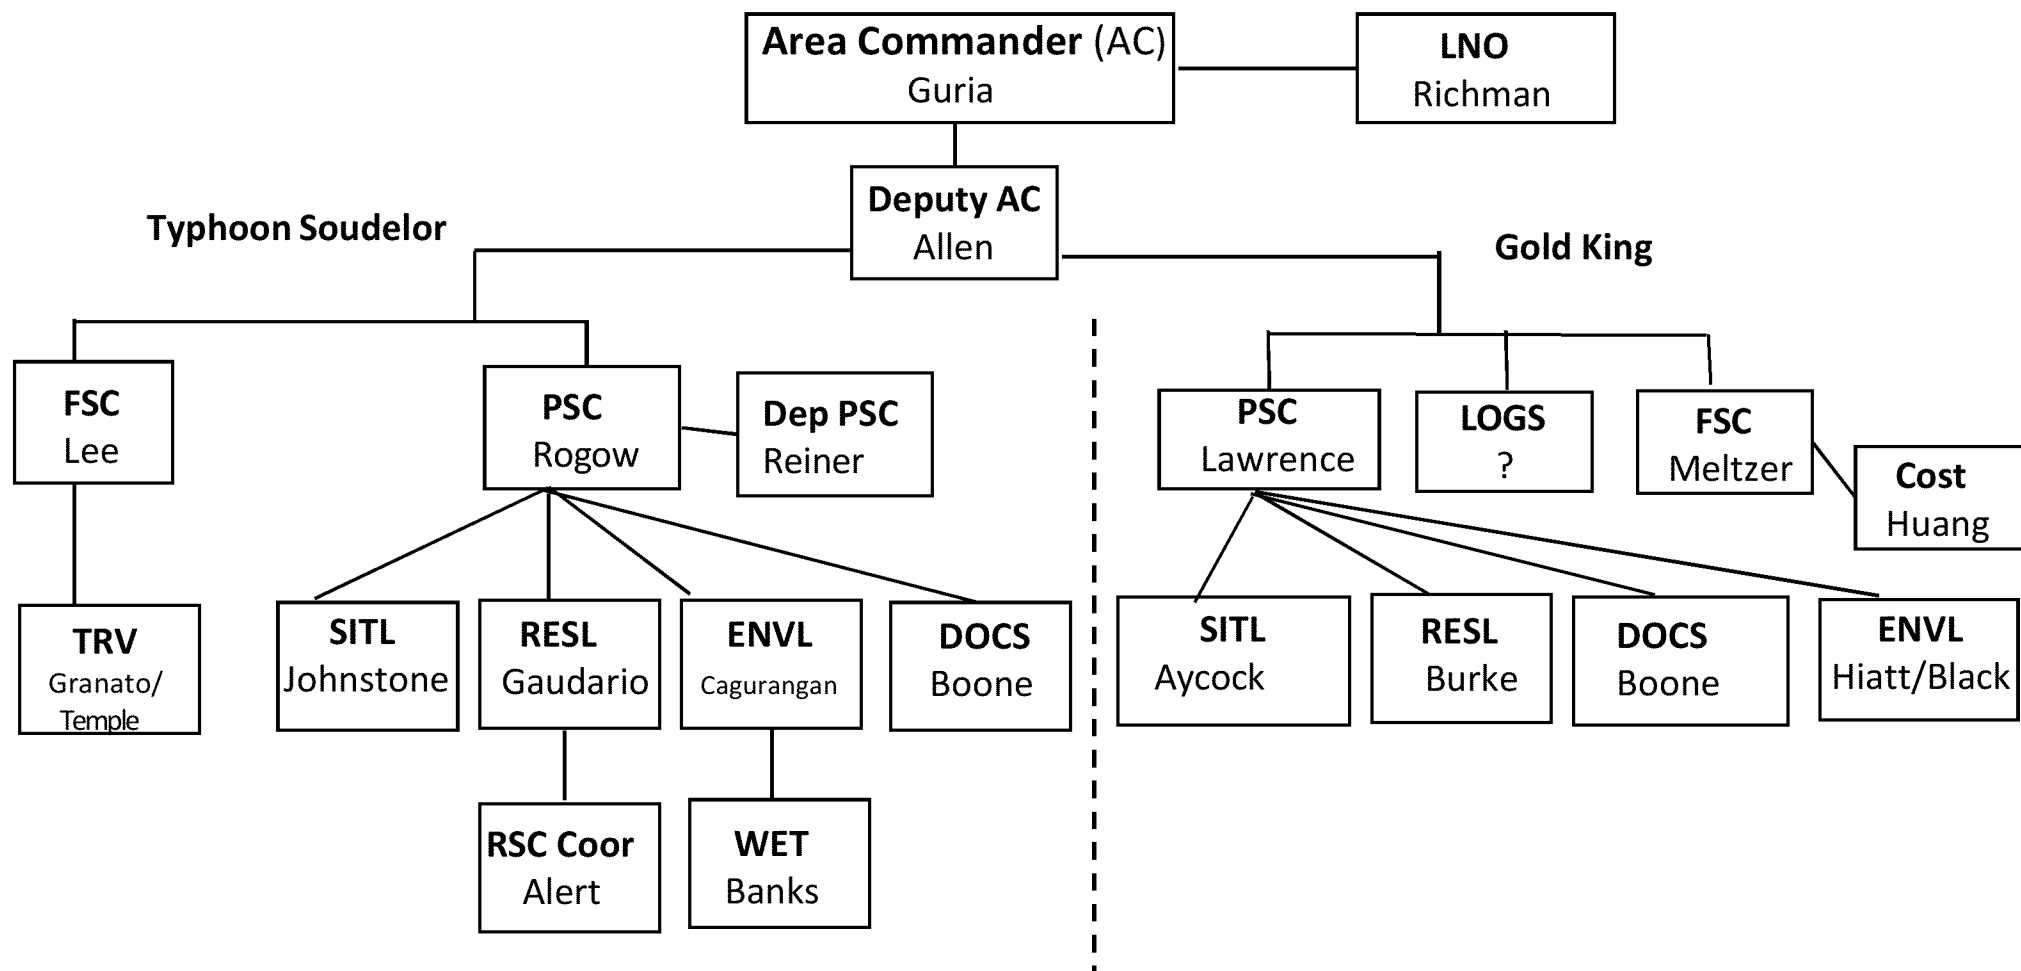 Area Commander (AC)
Guria
LNO
Richman
Deputy AC
Allen
Typhoon Soudelor
Gold King
FSC
Lee
PSC
Rogow
Dep PSC
Reiner
PSC
Lawrence
LOGS
?
FSC
Meltzer
Cost
Huang
TRV
Granato/
Temple
SITL
Johnstone
RESL
Gaudario
ENVL
Cagurangan
DOCS
Boone
SITL
Aycock
RESL
Burke
DOCS
Boone
ENVL
Hiatt/Black
RSC Coor
Alert
WET
Banks